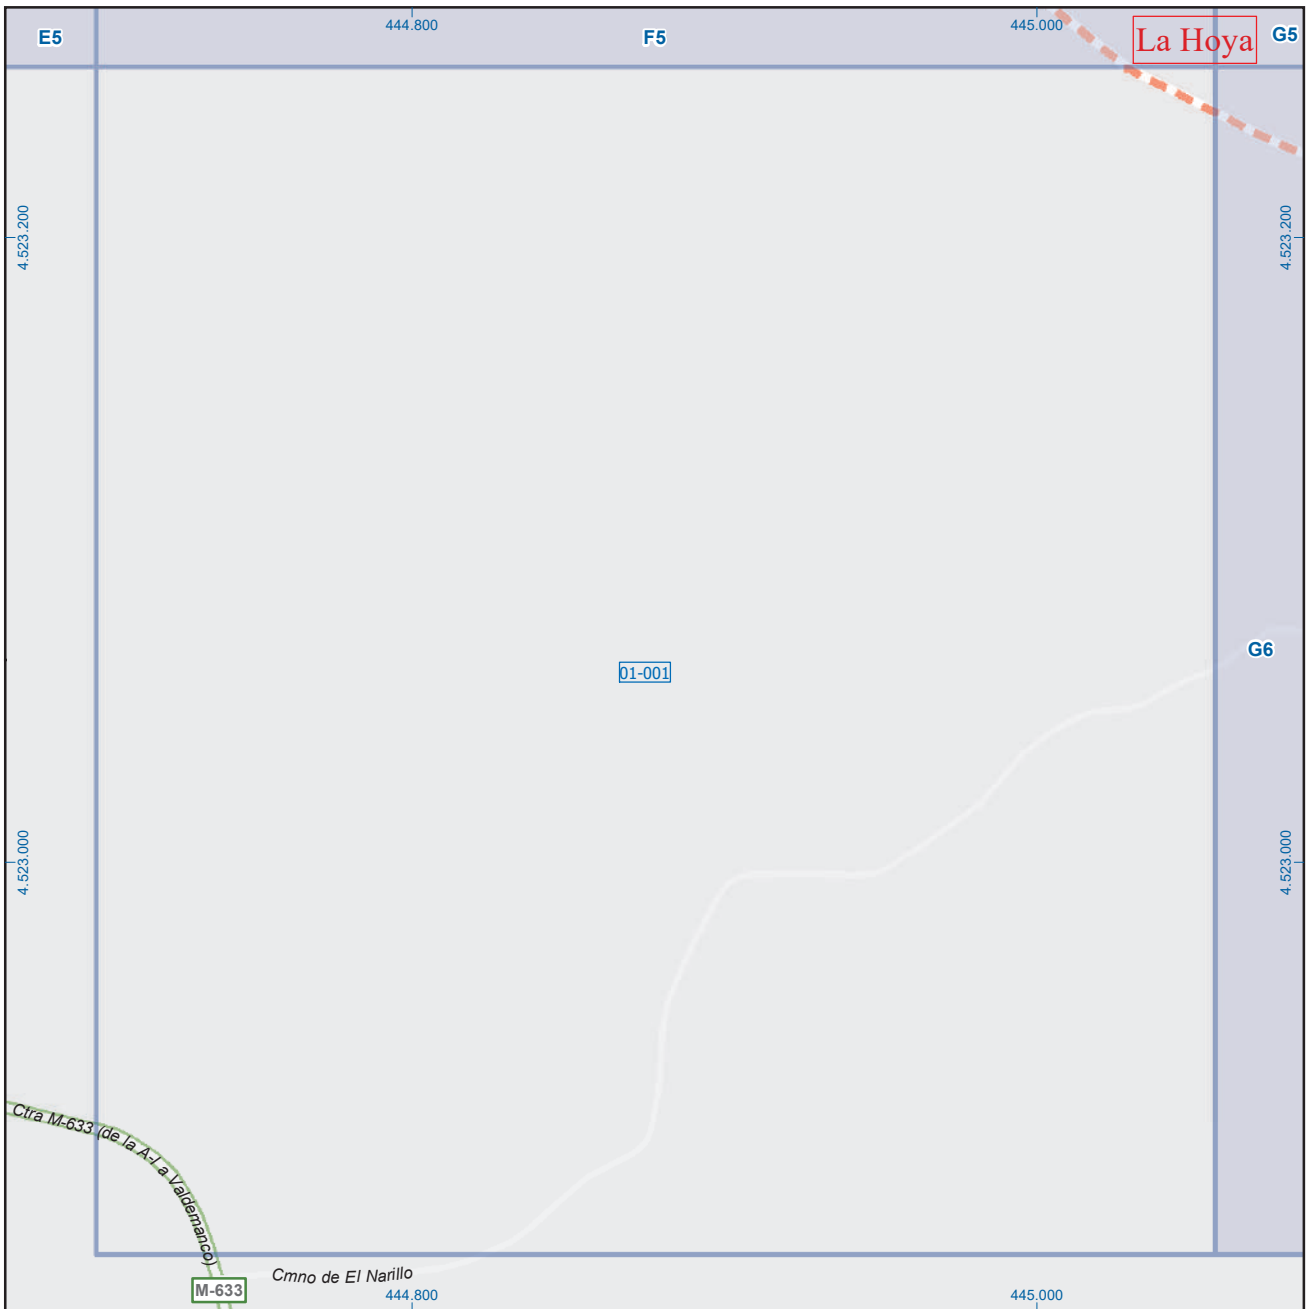 444.800
445.000
E5
F5
La Hoya
G5
4.523.200
4.523.200
G6
01-001
4.523.000
4.523.000
Ctra M-633 (de la A-I a Valdemanco)
Cmno de El Narillo
M-633
444.800
445.000